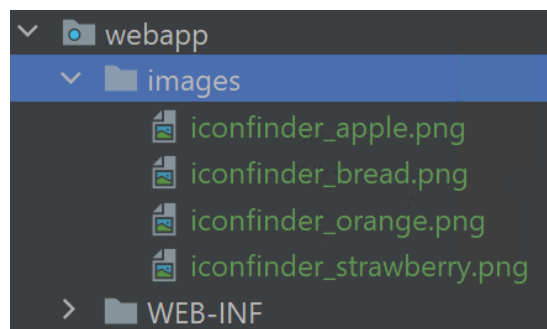 webapp
images
iconfinder_apple.png
iconfinder_bread.png
iconfinder_orange.png
iconfinder_strawberry.png
WEB-INF